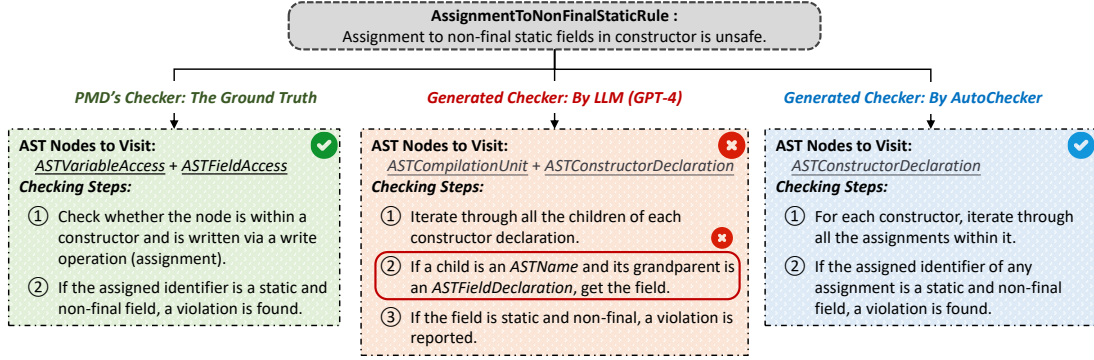 AssignmentToNonFinalStaticRule :
Assignment to non-final static fields in constructor is unsafe.
PMD's Checker: The Ground Truth
AST Nodes to Visit:
ASTVariableAccess + ASTFieldAccess
Checking Steps:
① Check whether the node is within a
constructor and is written via a write
operation (assignment).
② If the assigned identifier is a static and
non-final field, a violation is found.
Generated Checker: By LLM (GPT-4)
AST Nodes to Visit:
ASTCompilationUnit + ASTConstructorDeclaration
Checking Steps:
① Iterate through all the children of each
constructor declaration.
② If a child is an ASTName and its grandparent is
an ASTFieldDeclaration, get the field.
③ If the field is static and non-final, a violation is
reported.
Generated Checker: By AutoChecker
AST Nodes to Visit:
ASTConstructorDeclaration
Checking Steps:
① For each constructor, iterate through
all the assignments within it.
② If the assigned identifier of any
assignment is a static and non-final
field, a violation is found.